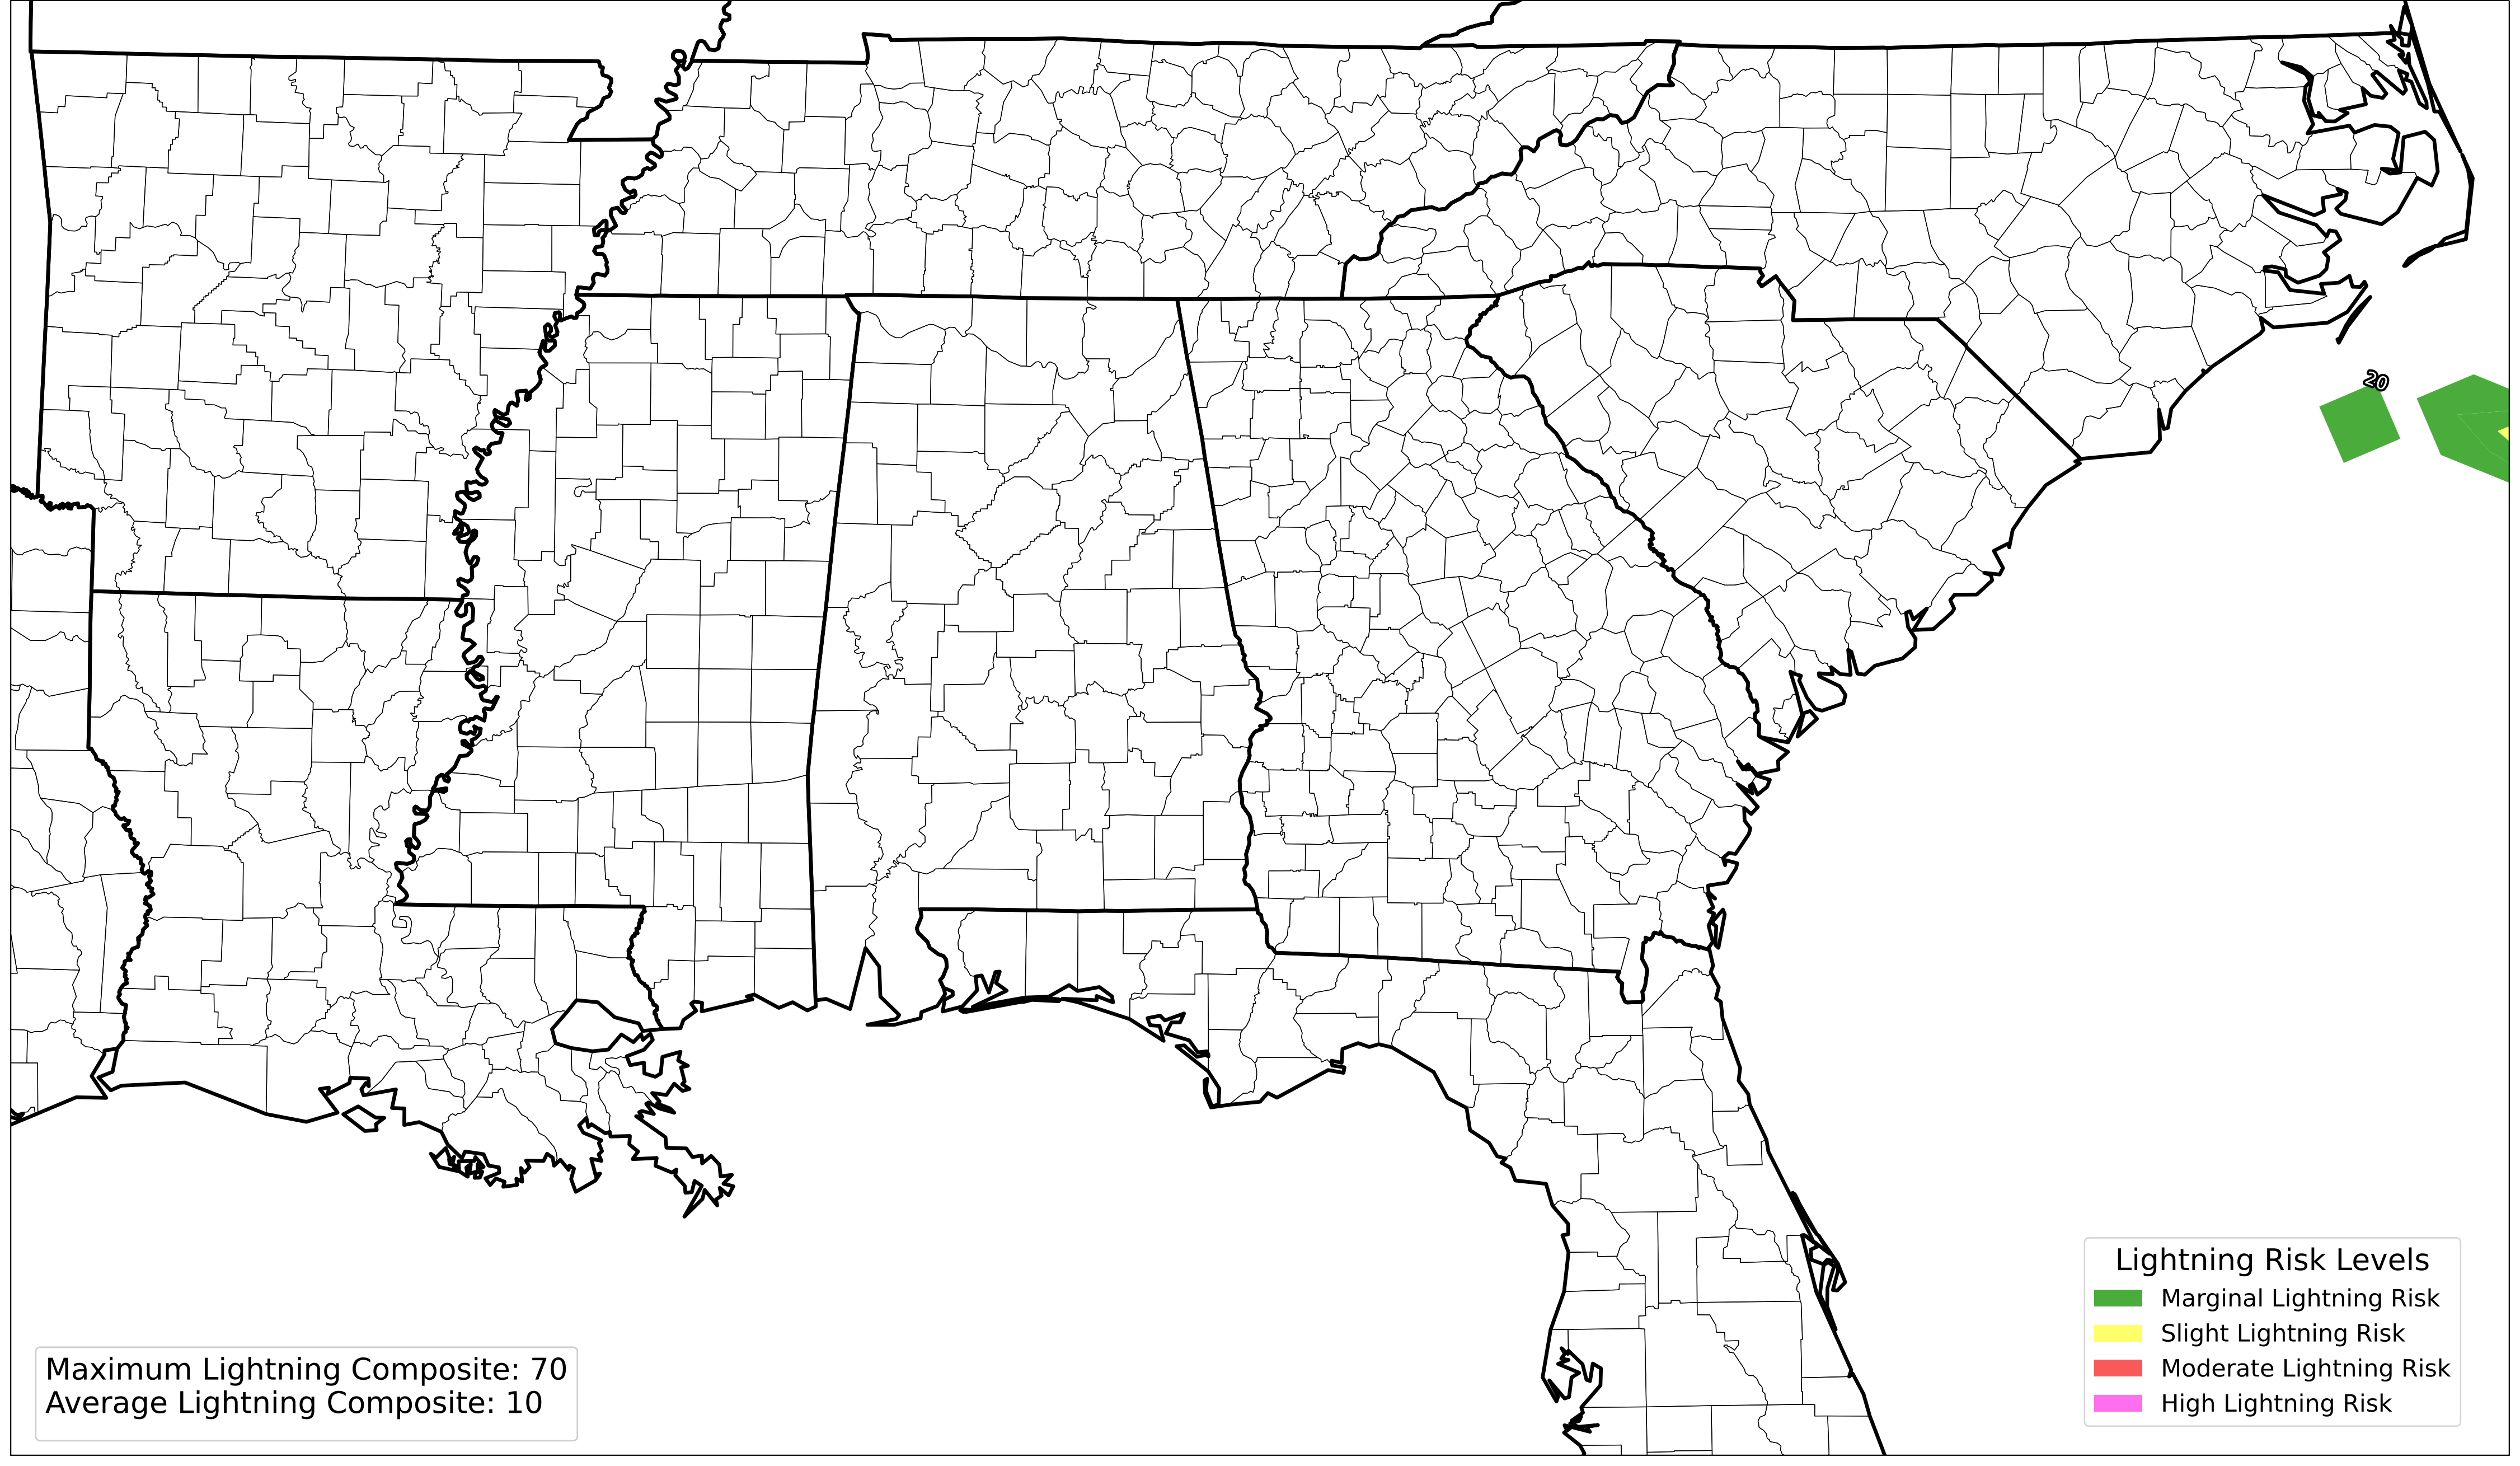 20
Lightning Risk Levels
Marginal Lightning Risk
Slight Lightning Risk
Moderate Lightning Risk
High Lightning Risk
Maximum Lightning Composite: 70
Average Lightning Composite: 10